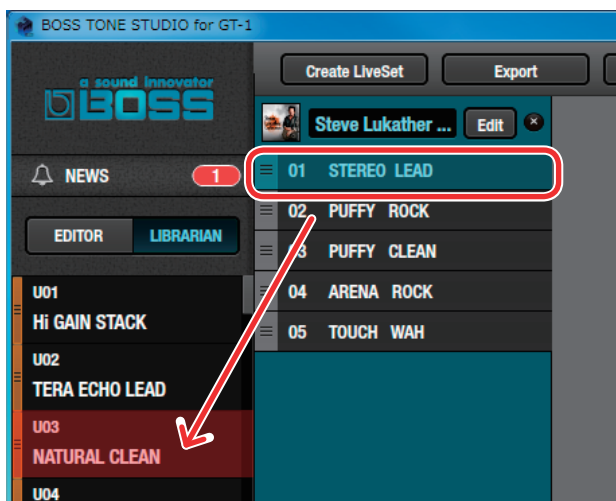 BOSS TONE STUDIO for GT-1
a sound innovator
BOSS
NEWS 1
EDITOR LIBRARIAN
U01
Hi GAIN STACK
U02
TERA ECHO LEAD
U03
NATURAL CLEAN
U04
Create LiveSet Export
Steve Lukather ... Edit
01 STEREO LEAD
02 PUFFY ROCK
03 PUFFY CLEAN
04 ARENA ROCK
05 TOUCH WAH